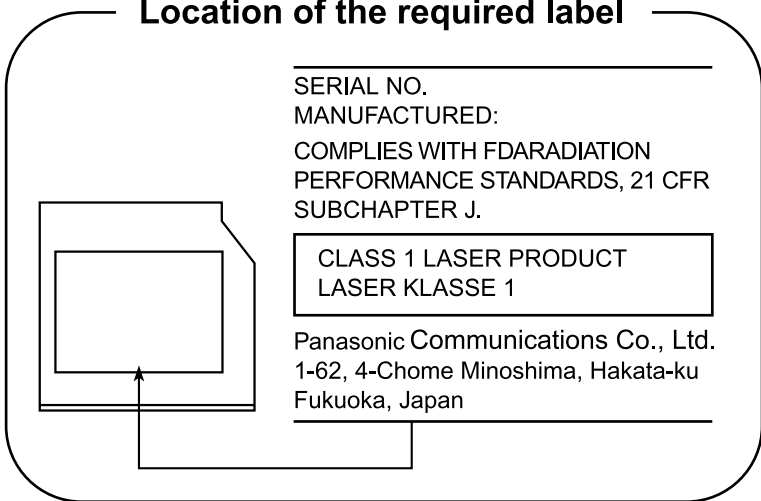 Location of the required label
SERIAL NO.
MANUFACTURED:
COMPLIES WITH FDARADIATION
PERFORMANCE STANDARDS, 21 CFR
SUBCHAPTER J.
CLASS 1 LASER PRODUCT
LASER KLASSE 1
Panasonic Communications Co., Ltd.
1-62, 4-Chome Minoshima, Hakata-ku
Fukuoka, Japan